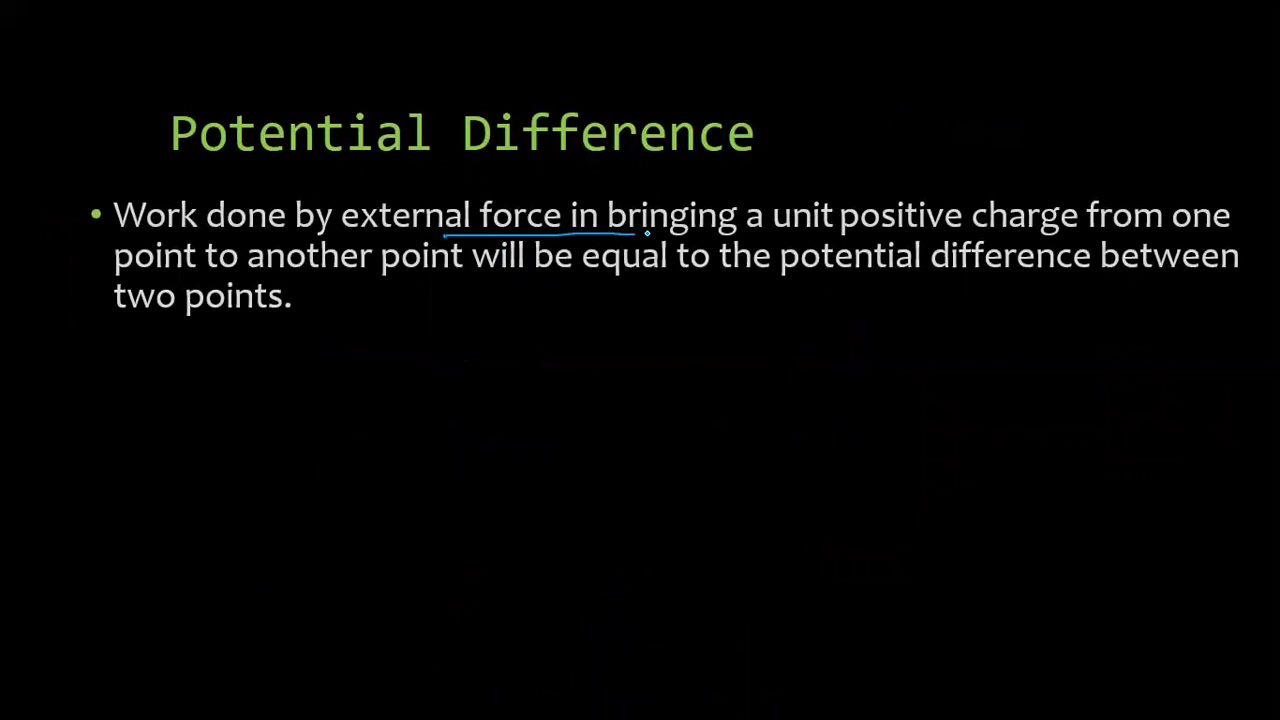 Potential Difference
• Work done by external force in bringing a unit positive charge from one
point to another point will be equal to the potential difference between
two points.